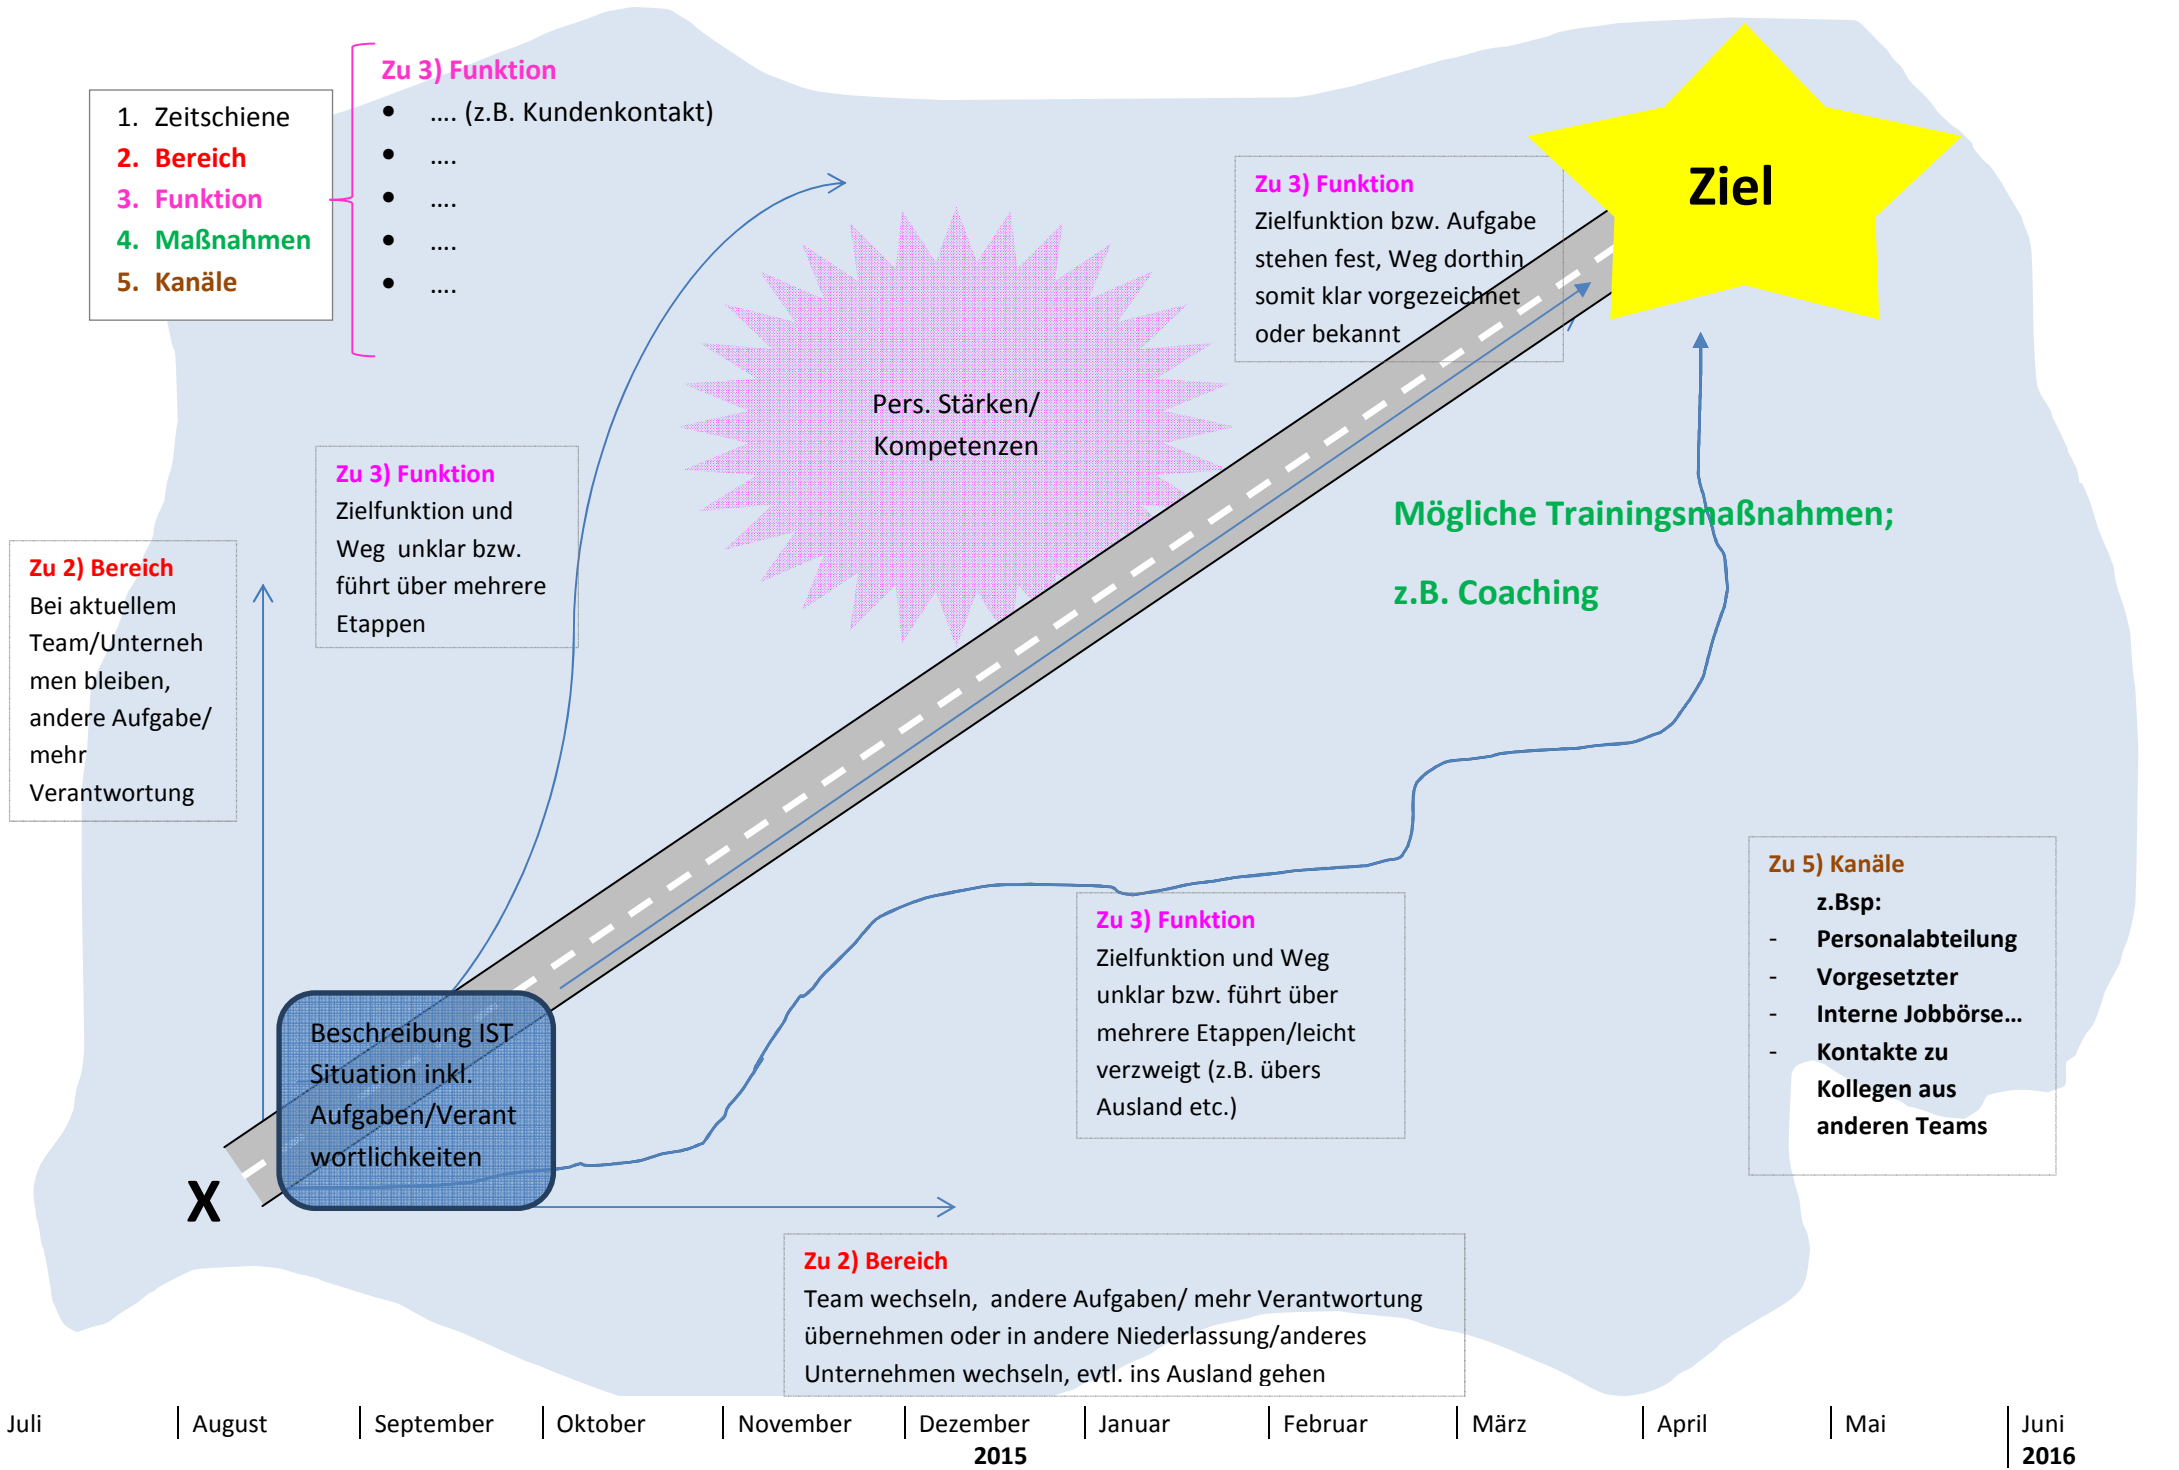 1. Zeitschiene
2. Bereich
3. Funktion
4. Maßnahmen
5. Kanäle
Zu 3) Funktion
• .... (z.B. Kundenkontakt)
• ....
• ....
• ....
• ....
Zu 3) Funktion
Zielfunktion bzw. Aufgabe
stehen fest, Weg dorthin
somit klar vorgezeichnet
oder bekannt
Ziel
Pers. Stärken/
Kompetenzen
Zu 3) Funktion
Zielfunktion und
Weg  unklar bzw.
führt über mehrere
Etappen
Mögliche Trainingsmaßnahmen;
z.B. Coaching
Zu 2) Bereich
Bei aktuellem
Team/Unterneh
men bleiben,
andere Aufgabe/
mehr
Verantwortung
Zu 3) Funktion
Zielfunktion und Weg
unklar bzw. führt über
mehrere Etappen/leicht
verzweigt (z.B. übers
Ausland etc.)
Zu 5) Kanäle
z.Bsp:
- Personalabteilung
- Vorgesetzter
- Interne Jobbörse...
- Kontakte zu
Kollegen aus
anderen Teams
Beschreibung IST
Situation inkl.
Aufgaben/Verant
wortlichkeiten
X
Zu 2) Bereich
Team wechseln,  andere Aufgaben/ mehr Verantwortung
übernehmen oder in andere Niederlassung/anderes
Unternehmen wechseln, evtl. ins Ausland gehen
Juli August September Oktober November Dezember Januar Februar März April Mai Juni
2015 2016